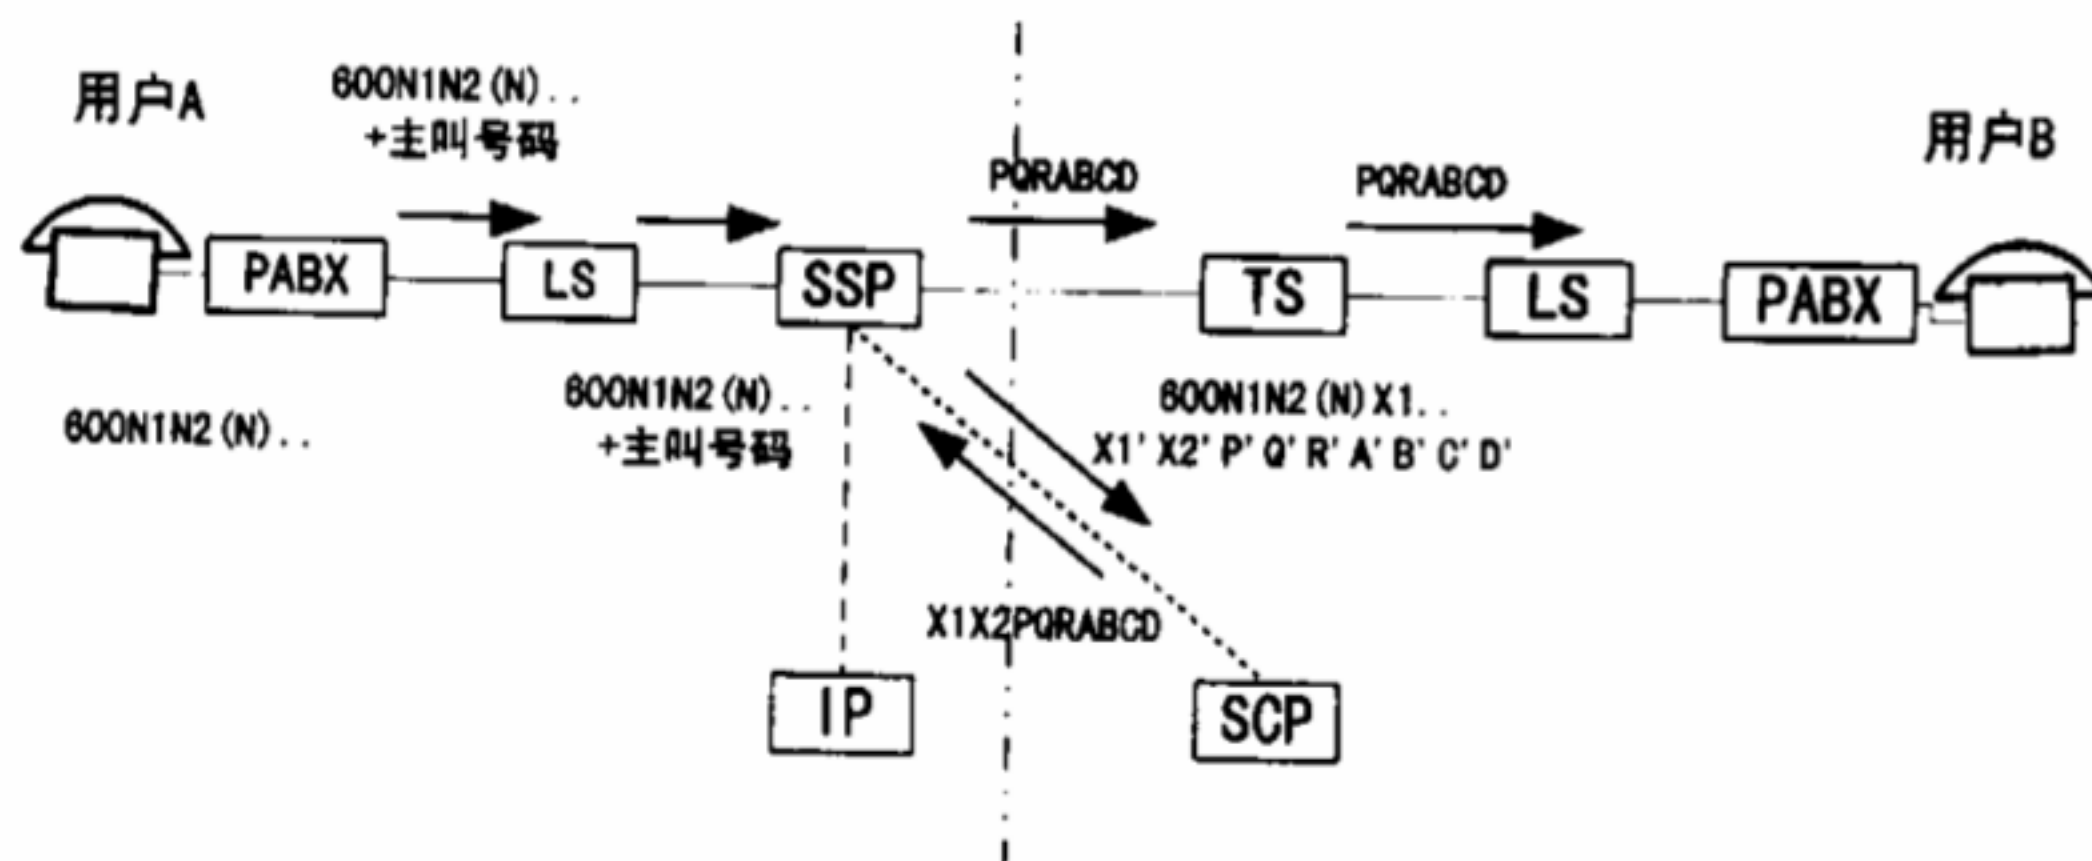 用户A
600N1N2(N)..
+主叫号码
用户B
PQRABCD
PQRABCD
PABX
LS
SSP
TS
LS
PABX
600N1N2(N)..
600N1N2(N)..
+主叫号码
600N1N2(N)X1..
X1'X2'P'Q'R'A'B'C'D'
X1X2PQRABCD
IP
SCP